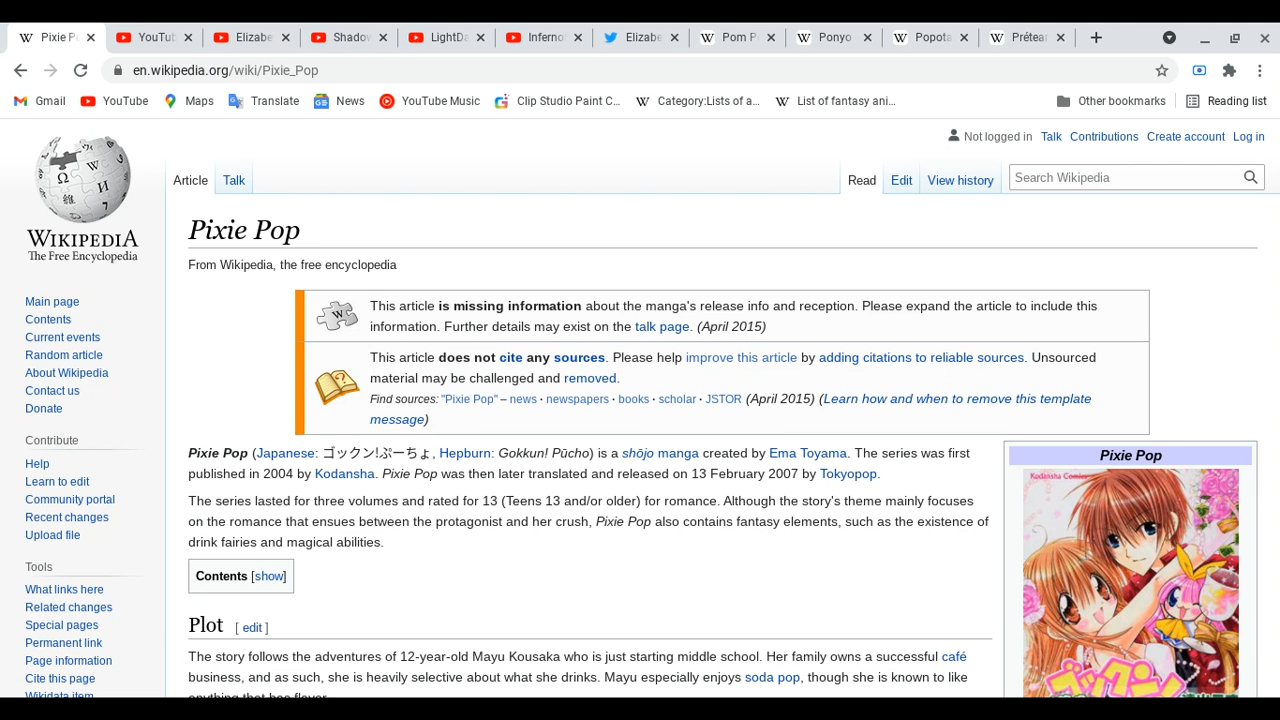 Pixie P
YouTub
Elizabe
Shadow
LightDa
Inferno
Elizabe
Pom P
Ponyo
Popota
Prétear
en.wikipedia.org/wiki/Pixie_Pop
Gmail
YouTube
Maps
Translate
News
YouTube Music
Clip Studio Paint C...
Category:Lists of a...
List of fantasy ani...
Other bookmarks
Reading list
Not logged in Talk Contributions Create account Log in
Article Talk
Read Edit View history
Search Wikipedia
WIKIPEDIA
The Free Encyclopedia
Main page
Contents
Current events
Random article
About Wikipedia
Contact us
Donate
Contribute
Help
Learn to edit
Community portal
Recent changes
Upload file
Tools
What links here
Related changes
Special pages
Permanent link
Page information
Cite this page
Wikidata item
Pixie Pop
From Wikipedia, the free encyclopedia
This article is missing information about the manga's release info and reception. Please expand the article to include this
information. Further details may exist on the talk page. (April 2015)
This article does not cite any sources. Please help improve this article by adding citations to reliable sources. Unsourced
material may be challenged and removed.
Find sources: "Pixie Pop" – news · newspapers · books · scholar · JSTOR (April 2015) (Learn how and when to remove this template
message)
Pixie Pop (Japanese: ゴックン!ぷーちょ, Hepburn: Gokkun! Pūcho) is a shōjo manga created by Ema Toyama. The series was first
published in 2004 by Kodansha. Pixie Pop was then later translated and released on 13 February 2007 by Tokyopop.
The series lasted for three volumes and rated for 13 (Teens 13 and/or older) for romance. Although the story's theme mainly focuses
on the romance that ensues between the protagonist and her crush, Pixie Pop also contains fantasy elements, such as the existence of
drink fairies and magical abilities.
Contents [show]
Plot [ edit ]
The story follows the adventures of 12-year-old Mayu Kousaka who is just starting middle school. Her family owns a successful café
business, and as such, she is heavily selective about what she drinks. Mayu especially enjoys soda pop, though she is known to like
anything that has flavor.
Pixie Pop
Kodansha Comics
ゴックン!